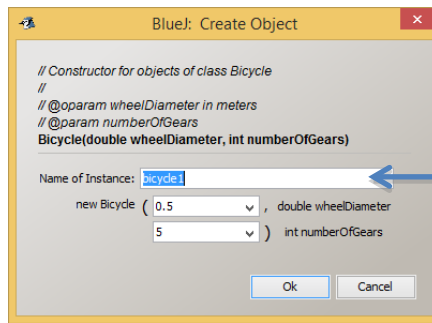 BlueJ: Create Object
// Constructor for objects of class Bicycle
//
// @oparam wheelDiameter in meters
// @param numberOfGears
Bicycle(double wheelDiameter, int numberOfGears)
Name of Instance: bicycle1
new Bicycle ( 0.5 , double wheelDiameter
5 ) int numberOfGears
Ok Cancel